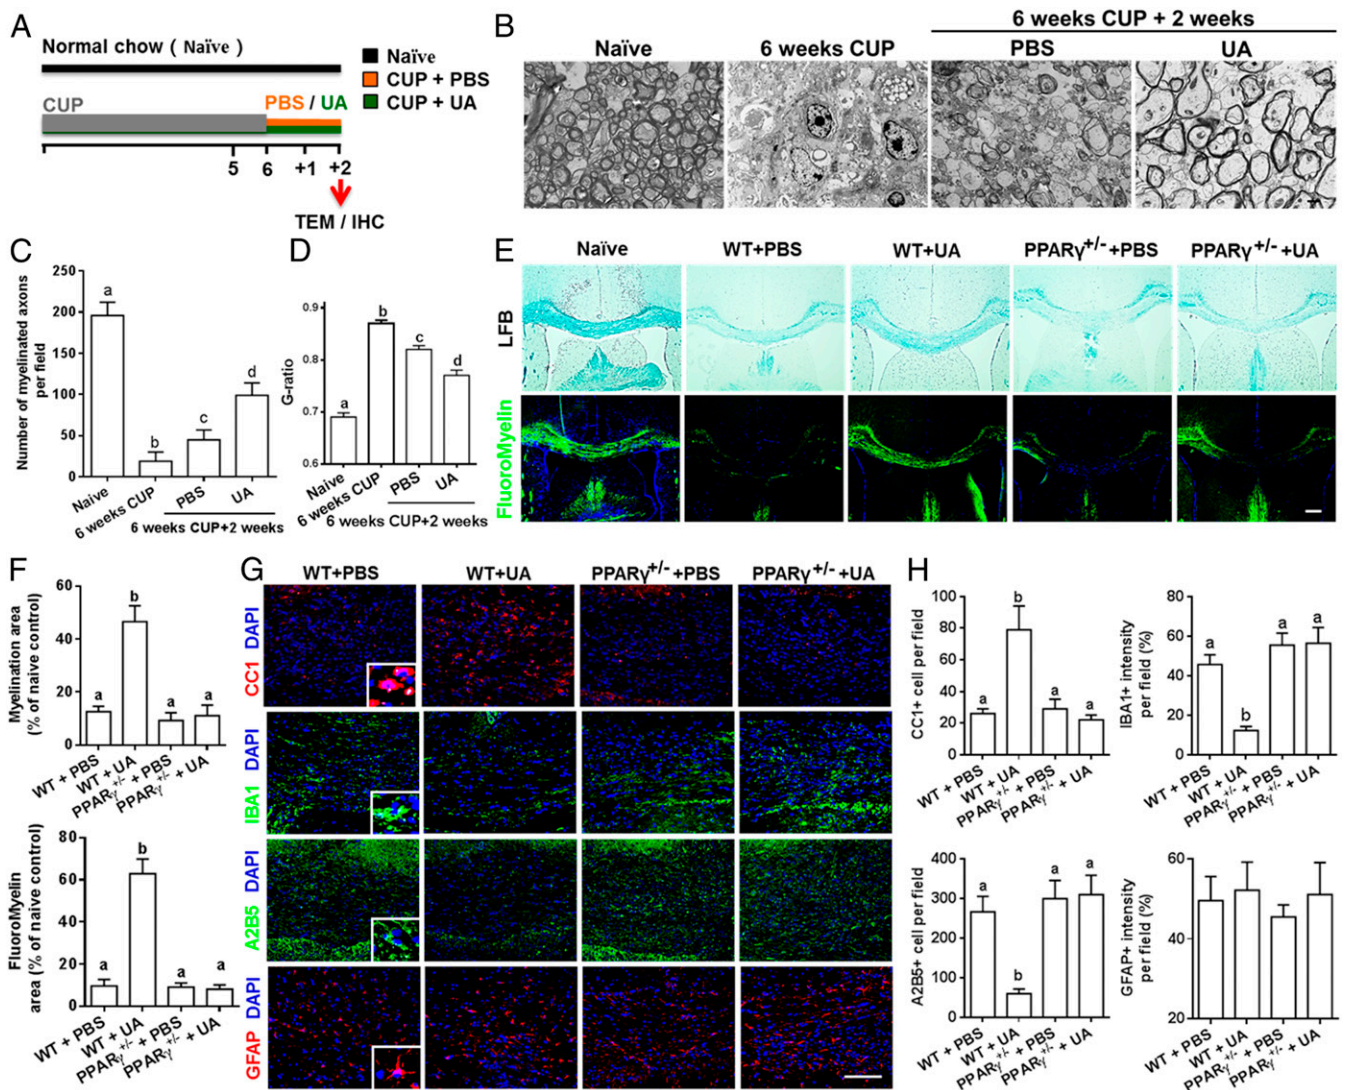 A
Normal chow ( Naïve )
Naïve
CUP + PBS
CUP + UA
CUP
PBS / UA
5 6 +1 +2
TEM / IHC
B
6 weeks CUP + 2 weeks
Naïve 6 weeks CUP PBS UA
C
Number of myelinated axons
per field
250
200
150
100
50
0
a
b
c
d
Naïve
6 weeks CUP
PBS
UA
6 weeks CUP+2 weeks
D
G-ratio
0.9
0.8
0.7
0.6
a
b
c
d
Naïve
6 weeks CUP
PBS
UA
6 weeks CUP+2 weeks
E
Naïve WT+PBS WT+UA PPARγ+/-+PBS PPARγ+/-+UA
LFB
FluoroMyelin
F
Myelination area
(% of naive control)
60
40
20
0
a
b
a
a
WT + PBS
WT + UA
PPARγ+/- + PBS
PPARγ+/- + UA
FluoroMyelin
area (% of naive control)
80
60
40
20
0
a
b
a
a
WT + PBS
WT + UA
PPARγ+/- + PBS
PPARγ+/- + UA
G
WT+PBS WT+UA PPARγ+/-+PBS PPARγ+/-+UA
CC1 DAPI
IBA1 DAPI
A2B5 DAPI
GFAP DAPI
H
CC1+ cell per field
100
80
60
40
20
0
a
b
a
a
WT + PBS
WT + UA
PPARγ+/- + PBS
PPARγ+/- + UA
IBA1+ intensity
per field (%)
80
60
40
20
0
a
b
a
a
WT + PBS
WT + UA
PPARγ+/- + PBS
PPARγ+/- + UA
A2B5+ cell per field
400
300
200
100
0
a
b
a
a
WT + PBS
WT + UA
PPARγ+/- + PBS
PPARγ+/- + UA
GFAP+ intensity
per field (%)
60
40
20
WT + PBS
WT + UA
PPARγ+/- + PBS
PPARγ+/- + UA